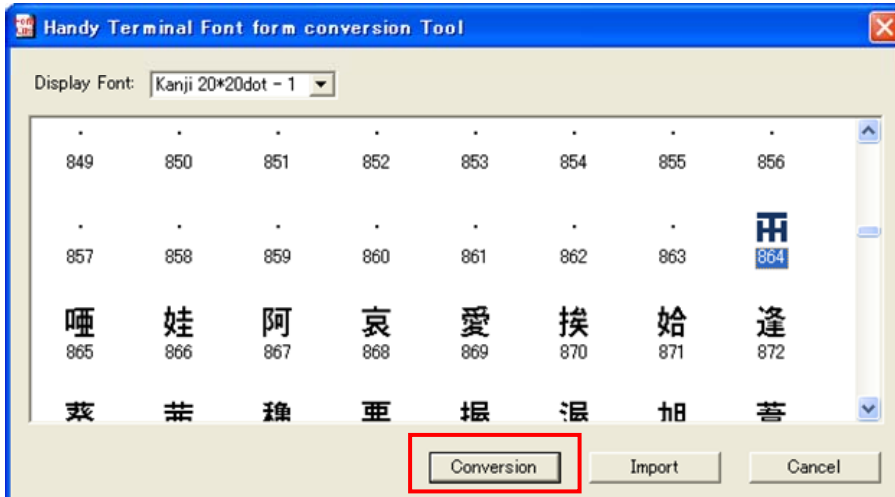 Handy Terminal Font form conversion Tool
Display Font: Kanji 20*20dot - 1
・ ・ ・ ・ ・ ・ ・ ・
849 850 851 852 853 854 855 856
・ ・ ・ ・ ・ ・ ・
857 858 859 860 861 862 863 864
唖 娃 阿 哀 愛 挨 姶 逢
865 866 867 868 869 870 871 872
Conversion Import Cancel